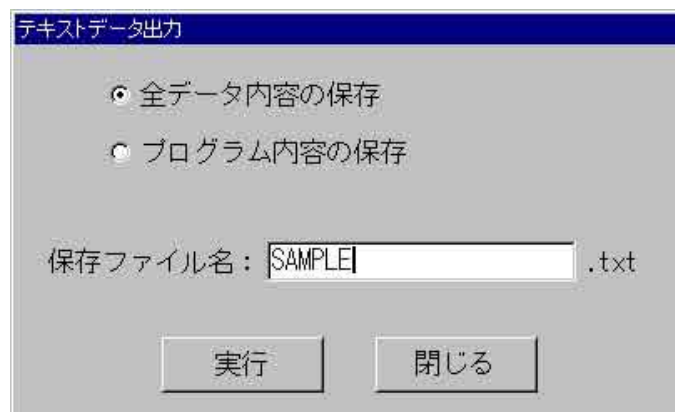 テキストデータ出力
全データ内容の保存
プログラム内容の保存
保存ファイル名：SAMPLE .txt
実行 閉じる